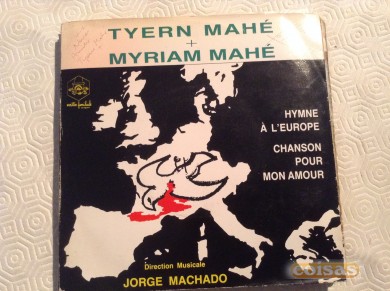 TYERN MAHÉ
+
MYRIAM MAHÉ
HYMNE
À L'EUROPE
CHANSON
POUR
MON AMOUR
Direction Musicale
JORGE MACHADO
coisas